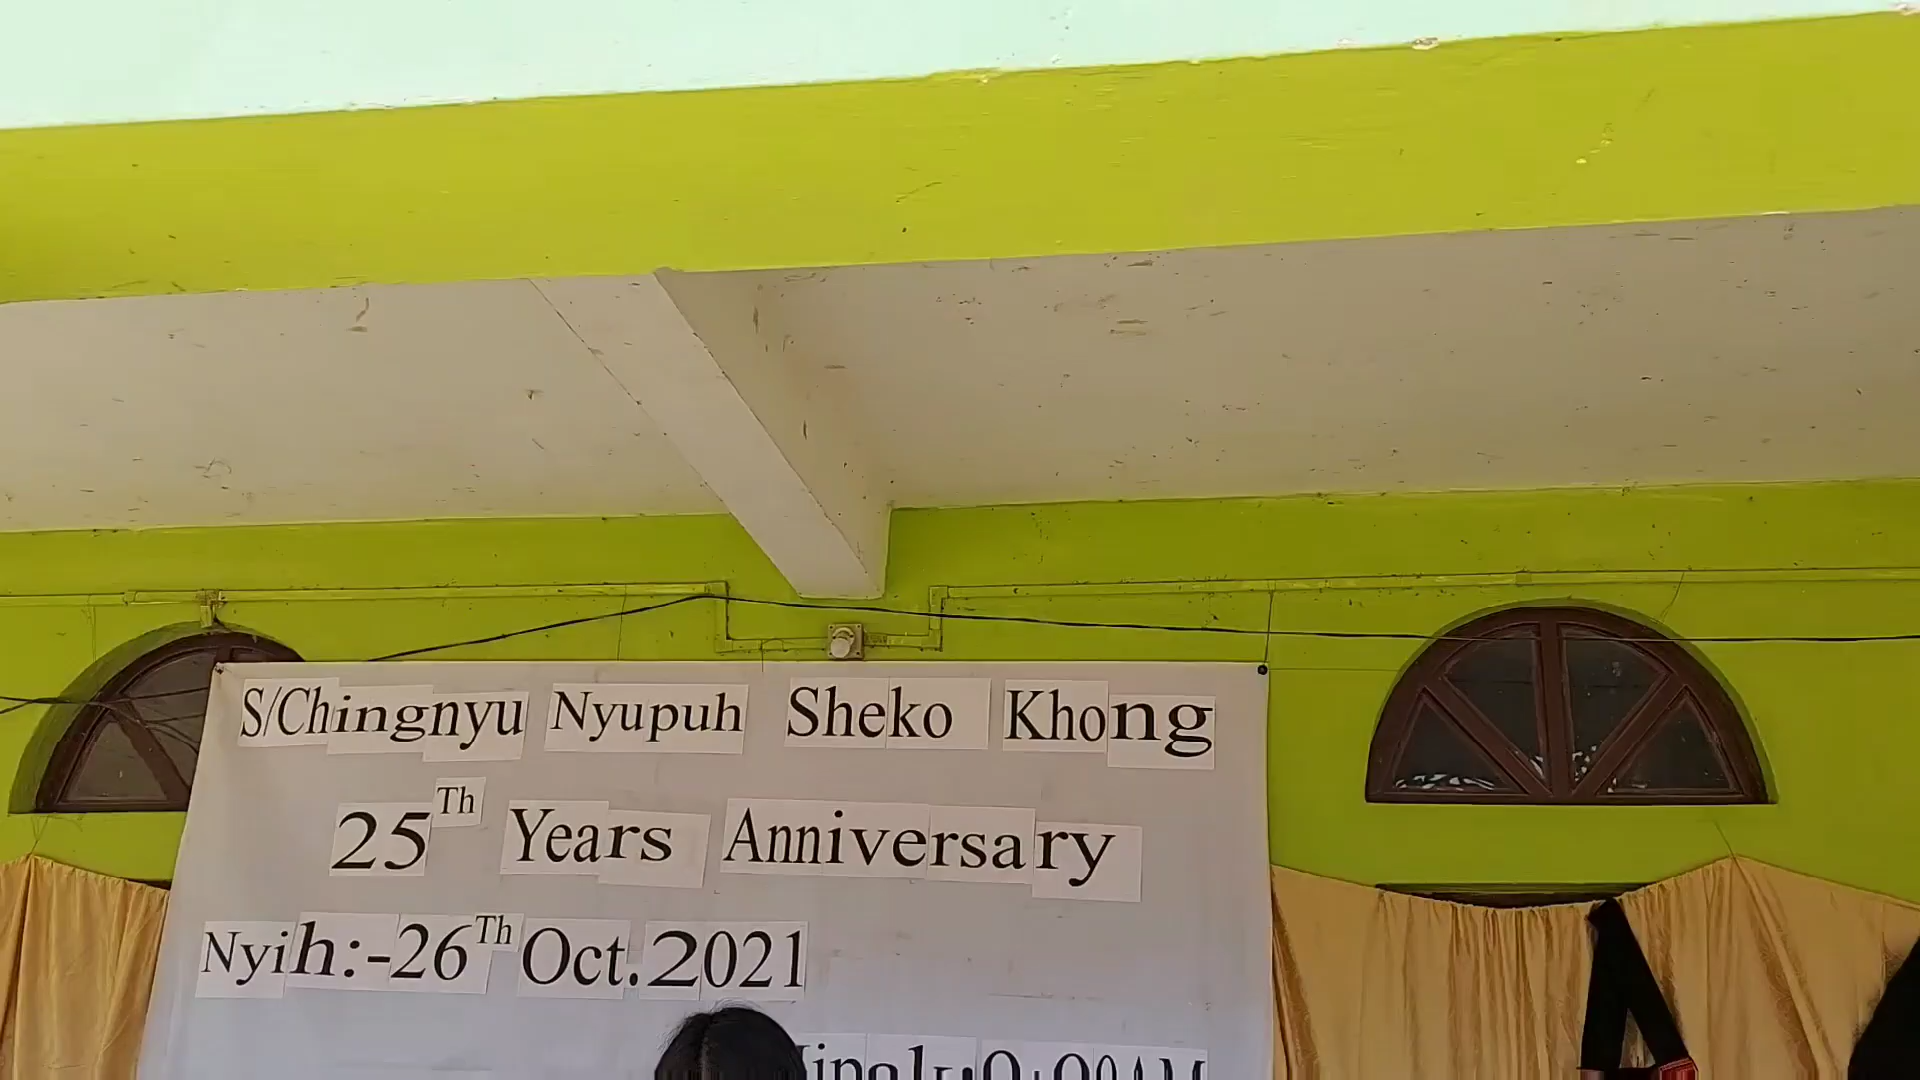 S/Chingnyu Nyupuh Sheko Khong
25Th Years Anniversary
Nyih:-26Th Oct.2021